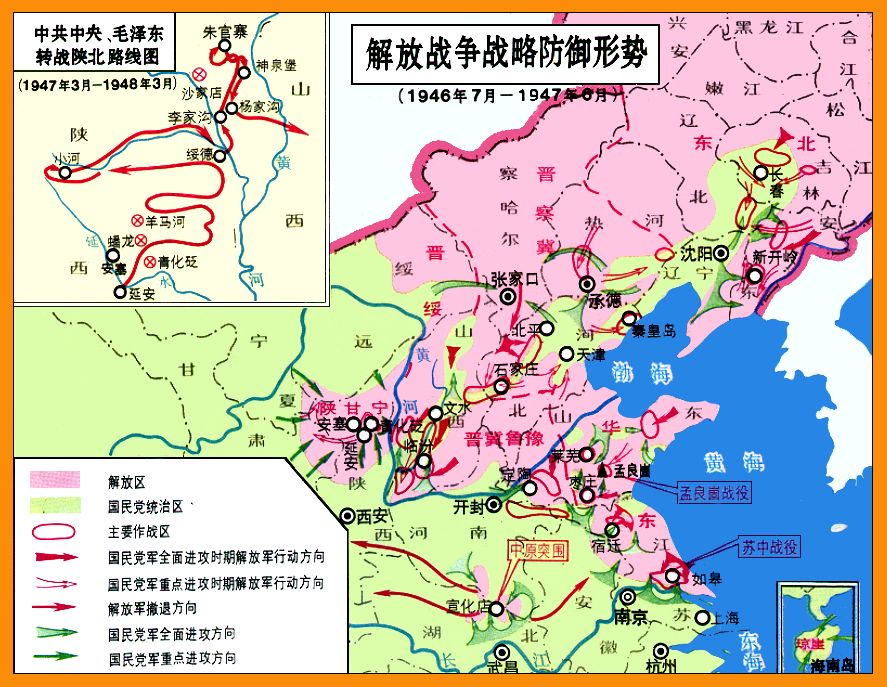 中共中央、毛泽东
转战陕北路线图
(1947年3月－1948年3月)
朱官寨
神泉堡
沙家店
杨家沟
李家沟
绥德
小河
羊马河
蟠龙
青化砭
安塞
延安
陕
西
山
西
黄
河
延
水
解放战争战略防御形势
(1946年7月－1947年6月)
黑龙江
兴
安
嫩江
合
江
松
江
辽
北
东
北
吉
林
长春
安
东
沈阳
辽宁
新开岭
察
哈
尔
晋
察
冀
热
河
晋
绥
绥
远
张家口
承德
北平
秦皇岛
天津
河
北
石家庄
渤海
黄海
东海
山
西
山
东
华
东
宁
夏
甘
肃
陕甘宁
安塞
青化砭
延安
文水
临汾
晋冀鲁豫
黄
河
莱芜
孟良崮
枣庄
定陶
孟良崮战役
开封
西安
陕
西
河南
宿迁
江
苏
苏中战役
如皋
中原突围
宣化店
南京
上海
安
徽
湖北
长江
武昌
杭州
琼崖
海南岛
解放区
国民党统治区
主要作战区
国民党军全面进攻时期解放军行动方向
国民党军重点进攻时期解放军行动方向
解放军撤退方向
国民党军全面进攻方向
国民党军重点进攻方向